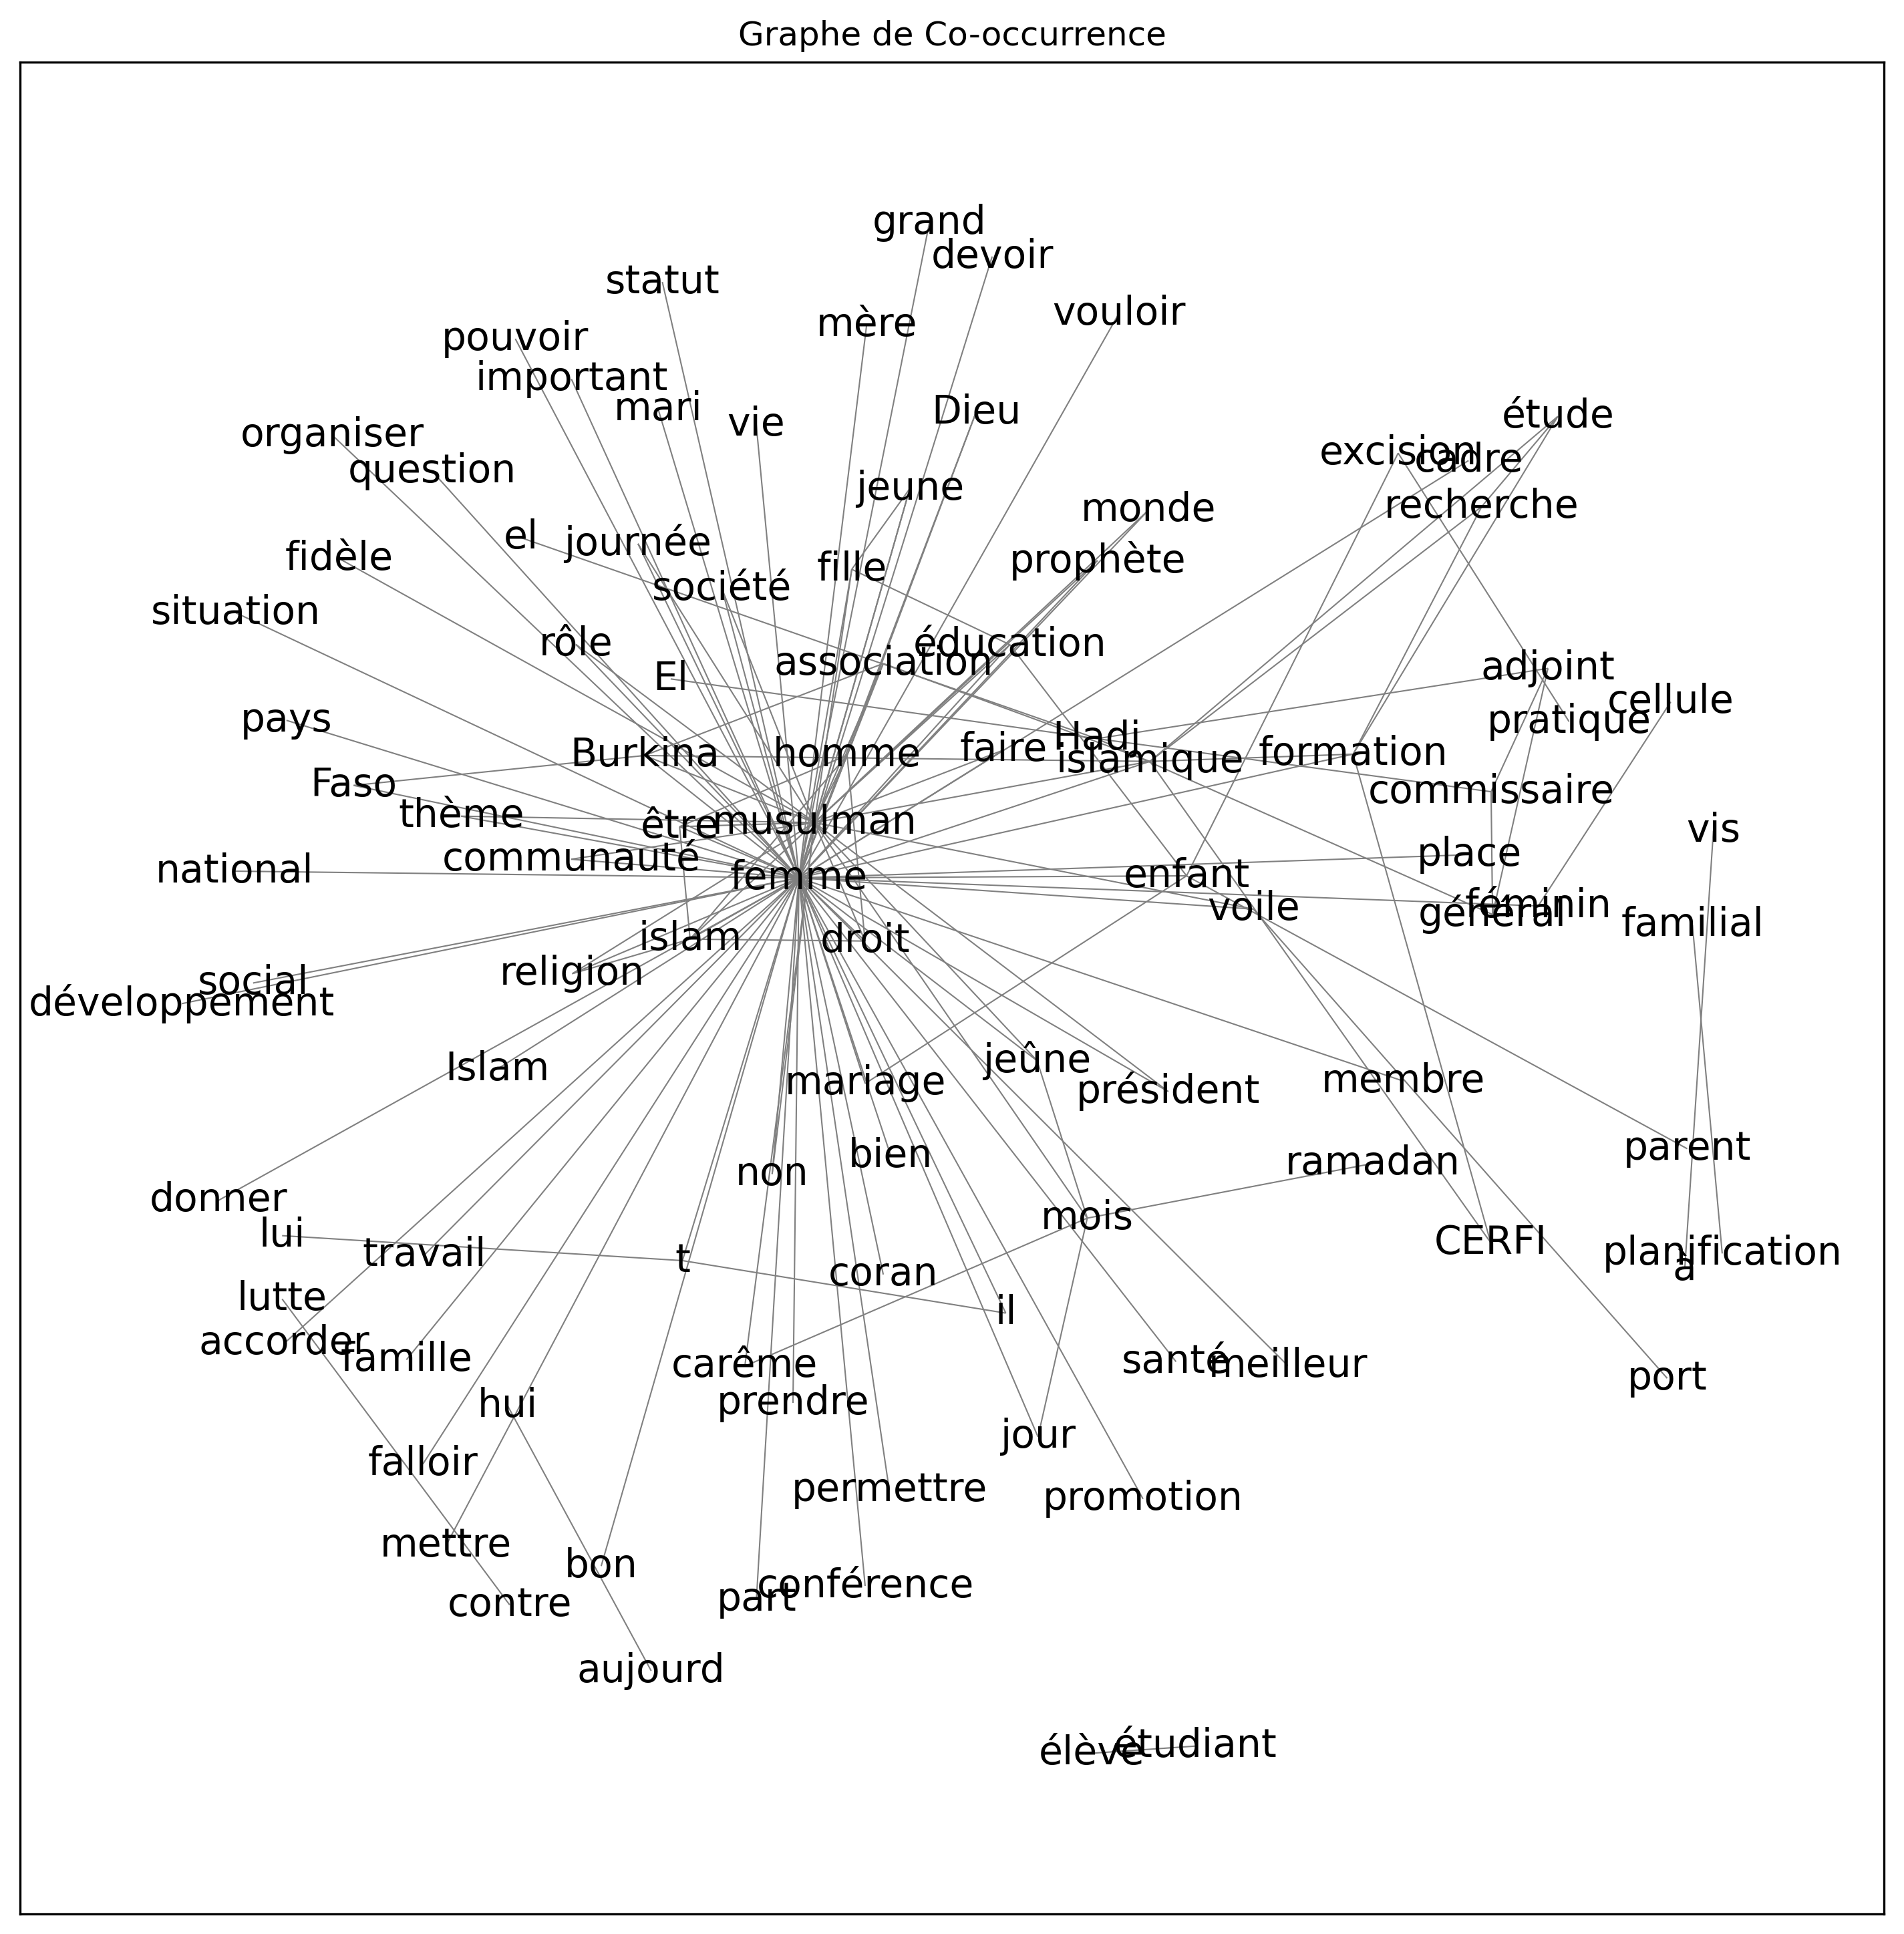 Graphe de Co-occurrence
grand
devoir
statut
vouloir
mère
pouvoir
important
mari
Dieu
vie
étude
organiser
excision
cadre
question
jeune
recherche
monde
el
journée
fidèle
prophète
fille
société
situation
rôle
éducation
association
adjoint
El
cellule
pays
pratique
Hadj
Burkina
homme
faire
islamique
formation
Faso
commissaire
thème
être
musulman
vis
communauté
place
national
femme
enfant
voile
général
féminin
familial
islam
droit
religion
social
développement
Islam
jeûne
mariage
président
membre
bien
parent
non
ramadan
donner
mois
lui
CERFI
travail
t
planification
à
coran
lutte
il
accorder
famille
carême
santé
meilleur
port
hui
prendre
jour
falloir
permettre
promotion
mettre
bon
contre
part
conférence
aujourd
élève
étudiant